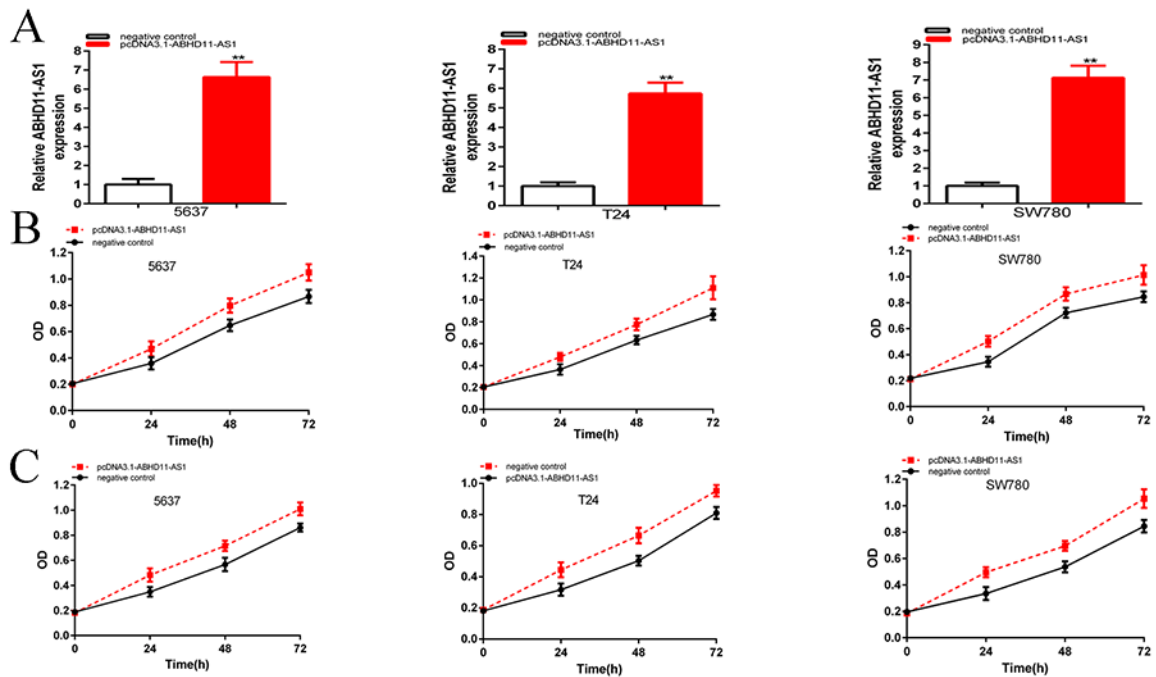 A
negative control
pcDNA3.1-ABHD11-AS1
Relative ABHD11-AS1
expression
8
7
6
5
4
3
2
1
0
**
5637
negative control
pcDNA3.1-ABHD11-AS1
Relative ABHD11-AS1
expression
8
7
6
5
4
3
2
1
0
**
T24
negative control
pcDNA3.1-ABHD11-AS1
Relative ABHD11-AS1
expression
9
8
7
6
5
4
3
2
1
0
**
SW780
B
pcDNA3.1-ABHD11-AS1
negative control
5637
OD
1.2
1.0
0.8
0.6
0.4
0.2
0.0
0 24 48 72
Time(h)
pcDNA3.1-ABHD11-AS1
negative control
T24
OD
1.4
1.2
1.0
0.8
0.6
0.4
0.2
0.0
0 24 48 72
Time(h)
negative control
pcDNA3.1-ABHD11-AS1
SW780
OD
1.2
1.0
0.8
0.6
0.4
0.2
0.0
0 24 48 72
Time(h)
C
pcDNA3.1-ABHD11-AS1
negative control
5637
OD
1.2
1.0
0.8
0.6
0.4
0.2
0.0
0 24 48 72
Time(h)
negative control
pcDNA3.1-ABHD11-AS1
T24
OD
1.0
0.8
0.6
0.4
0.2
0.0
0 24 48 72
Time(h)
pcDNA3.1-ABHD11-AS1
negative control
SW780
OD
1.2
1.0
0.8
0.6
0.4
0.2
0.0
0 24 48 72
Time(h)